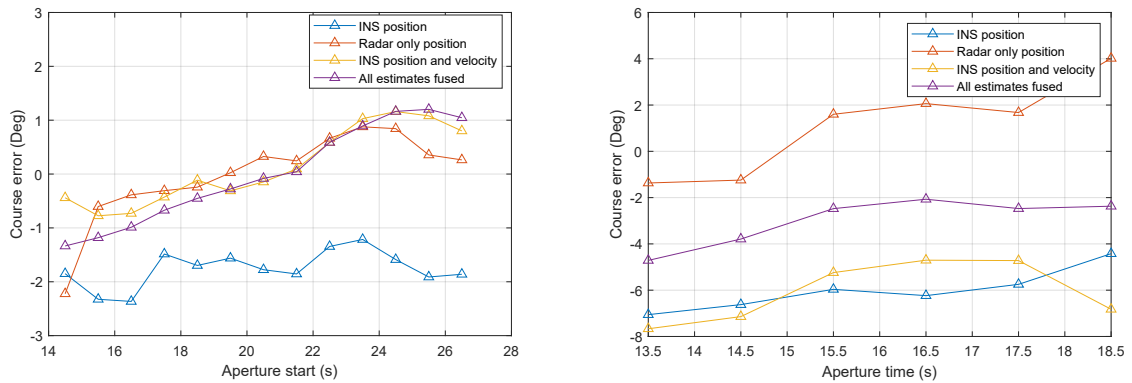 3
2
1
0
-1
-2
-3
14 16 18 20 22 24 26 28
Aperture start (s)
Course error (Deg)
INS position
Radar only position
INS position and velocity
All estimates fused
6
4
2
0
-2
-4
-6
-8
13.5 14.5 15 15.5 16 16.5 17 17.5 18 18.5
Aperture time (s)
Course error (Deg)
INS position
Radar only position
INS position and velocity
All estimates fused